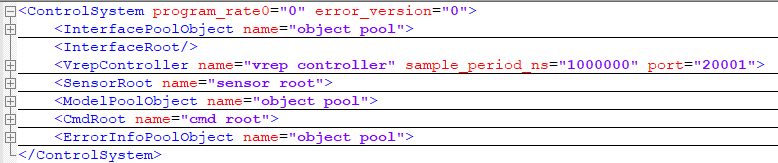 <ControlSystem program_rate0="0" error_version="0">
<InterfacePoolObject name="object pool">
<InterfaceRoot/>
<VrepController name="vrep controller" sample_period_ns="1000000" port="20001">
<SensorRoot name="sensor root">
<ModelPoolObject name="object pool">
<CmdRoot name="cmd root">
<ErrorInfoPoolObject name="object pool">
</ControlSystem>